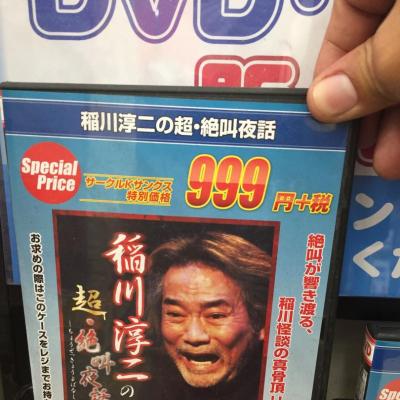 DVD
稲川淳二の超・絶叫夜話
Special
Price
サークルKサンクス
特別価格
999
円+税
絶叫が響き渡る、
稲川怪談の真骨頂!
稲川淳二の
超・絶叫夜話
お求めの際はこのケースをレジまでお持
ン
く